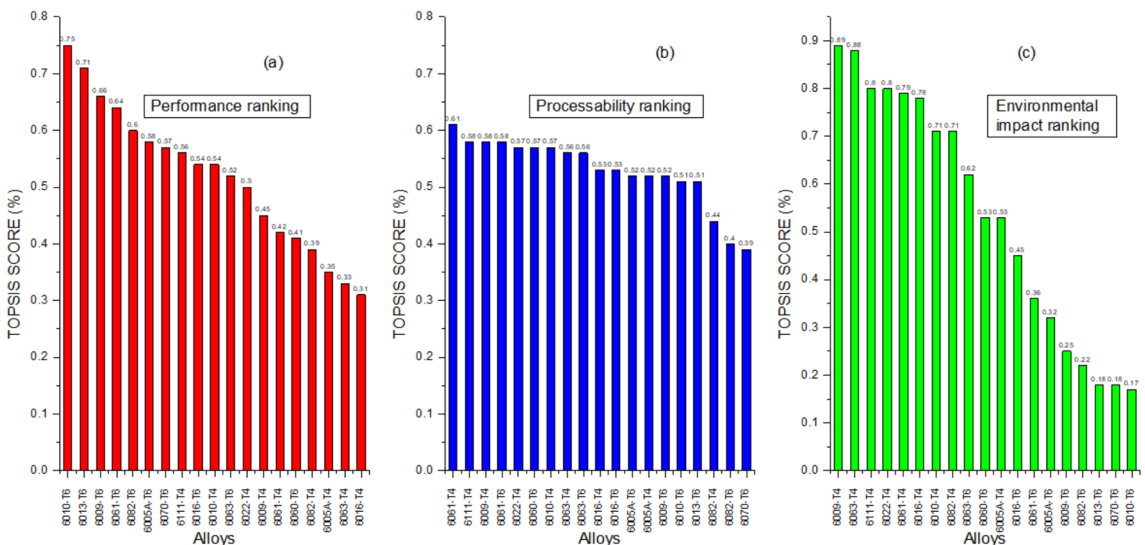 (a)
Performance ranking
TOPSIS SCORE (%)
0.8
0.7
0.6
0.5
0.4
0.3
0.2
0.1
0.0
0.75
0.71
0.66
0.64
0.6
0.58
0.57
0.56
0.54
0.54
0.52
0.5
0.45
0.42
0.41
0.39
0.35
0.33
0.31
6010-T6
6013-T6
6009-T6
6061-T6
6082-T6
6005A-T6
6070-T6
6111-T4
6016-T6
6010-T4
6063-T6
6022-T4
6009-T4
6061-T4
6060-T6
6082-T4
6005A-T4
6063-T4
6016-T4
Alloys
(b)
Processability ranking
TOPSIS SCORE (%)
0.8
0.7
0.6
0.5
0.4
0.3
0.2
0.1
0.0
0.61
0.58
0.58
0.58
0.57
0.57
0.57
0.56
0.56
0.53
0.53
0.52
0.52
0.52
0.51
0.51
0.44
0.4
0.39
6061-T4
6111-T4
6009-T4
6061-T6
6022-T4
6060-T6
6010-T4
6063-T4
6063-T6
6016-T4
6016-T6
6005A-T6
6005A-T4
6009-T6
6010-T6
6013-T6
6082-T4
6082-T6
6070-T6
Alloys
(c)
Environmental
impact ranking
TOPSIS SCORE (%)
0.9
0.8
0.7
0.6
0.5
0.4
0.3
0.2
0.1
0.0
0.89
0.88
0.8
0.8
0.79
0.78
0.71
0.71
0.62
0.53
0.53
0.45
0.36
0.32
0.25
0.22
0.18
0.18
0.17
6009-T4
6063-T4
6111-T4
6022-T4
6061-T4
6016-T4
6010-T4
6082-T4
6063-T6
6060-T6
6005A-T4
6016-T6
6061-T6
6005A-T6
6009-T6
6082-T6
6013-T6
6070-T6
6010-T6
Alloys